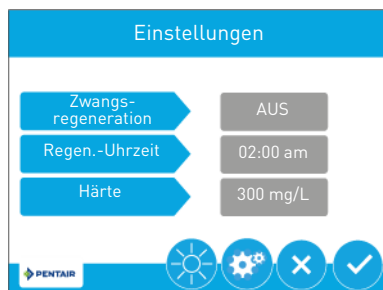 Einstellungen
Zwangs-
regeneration
AUS
Regen.-Uhrzeit
02:00 am
Härte
300 mg/L
PENTAIR